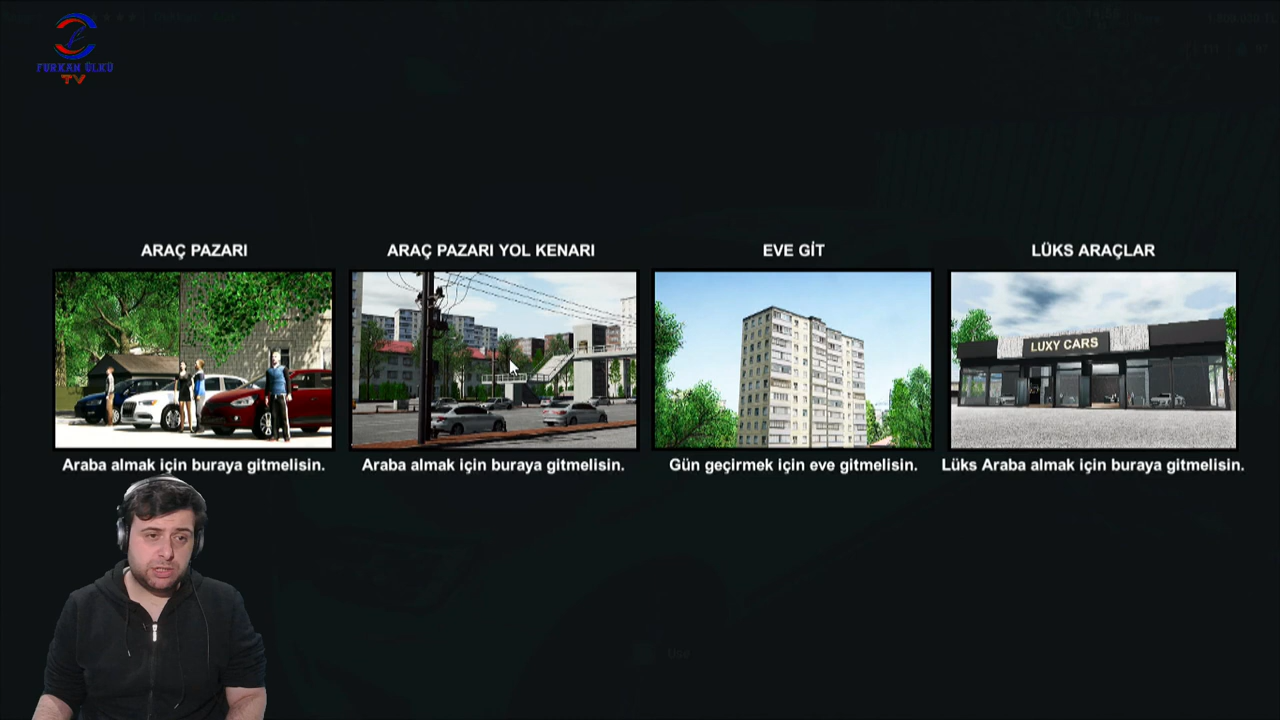 FURKAN ÜLKÜ
TV
ARAÇ PAZARI
ARAÇ PAZARI YOL KENARI
EVE GİT
LÜKS ARAÇLAR
LUXY CARS
Araba almak için buraya gitmelisin.
Araba almak için buraya gitmelisin.
Gün geçirmek için eve gitmelisin.
Lüks Araba almak için buraya gitmelisin.